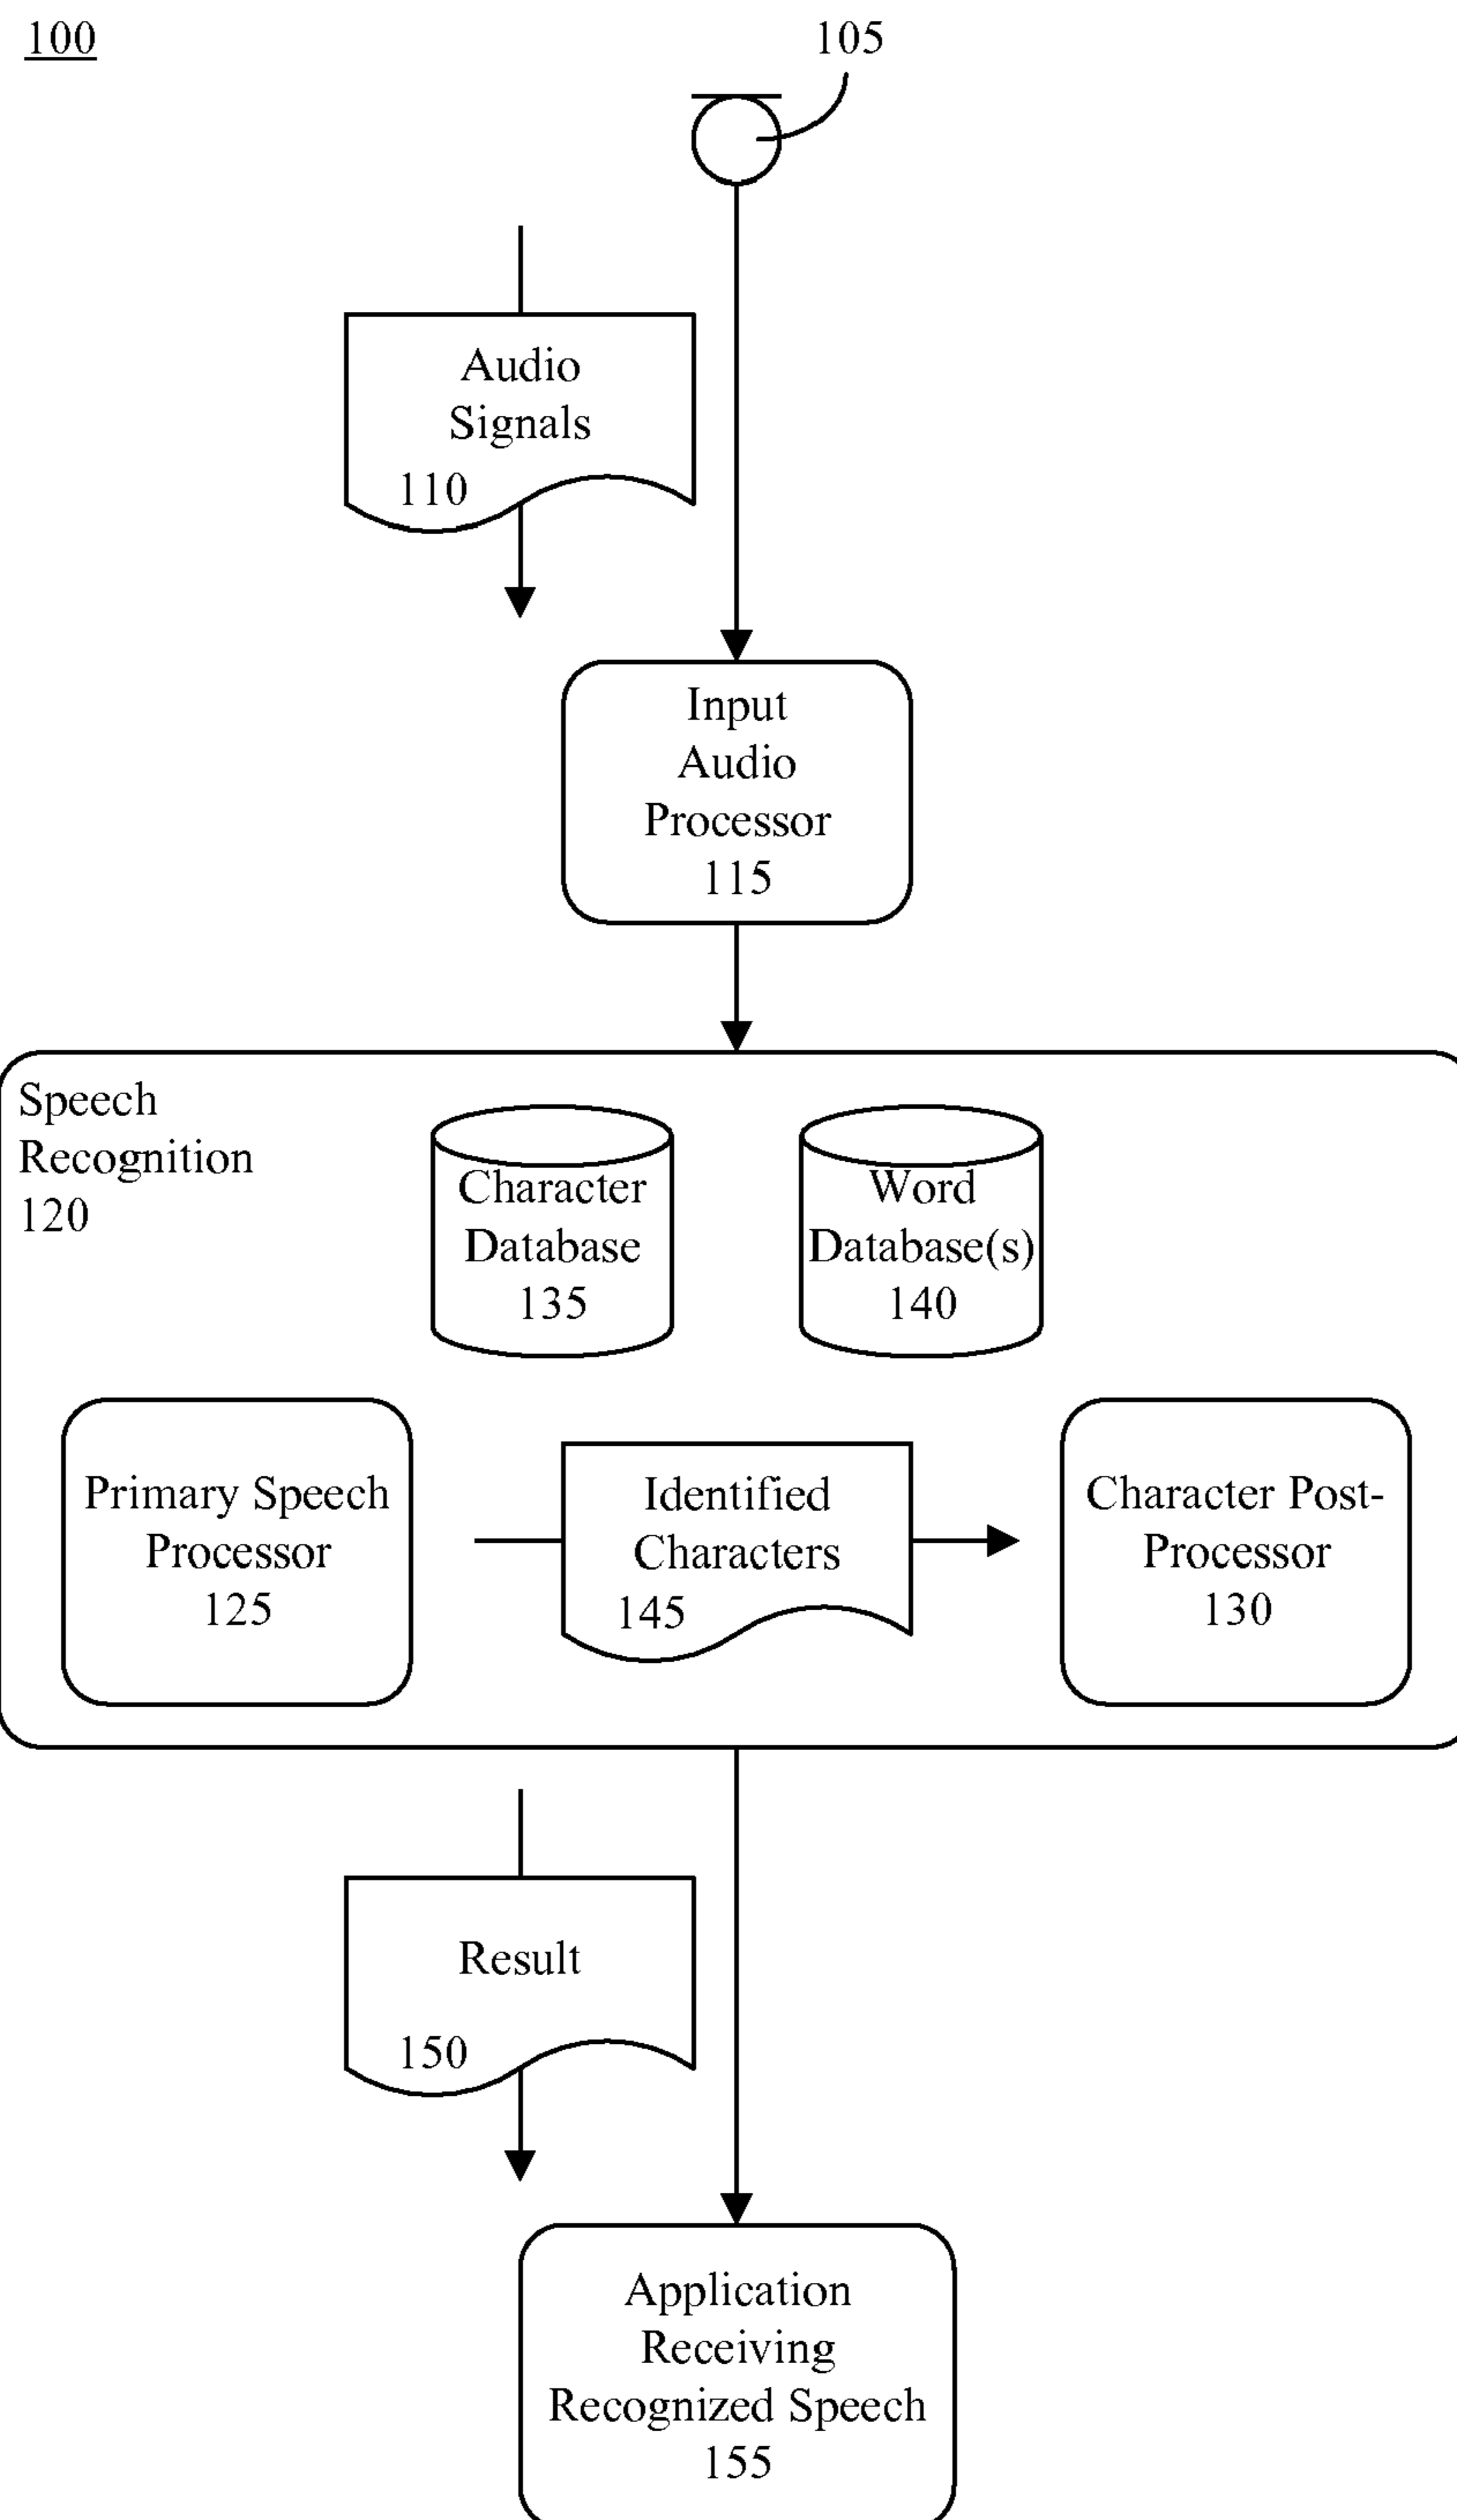 100
105
Audio
Signals
110
Input
Audio
Processor
115
Speech
Recognition
120
Character
Database
135
Word
Database(s)
140
Primary Speech
Processor
125
Identified
Characters
145
Character Post-
Processor
130
Result
150
Application
Receiving
Recognized Speech
155